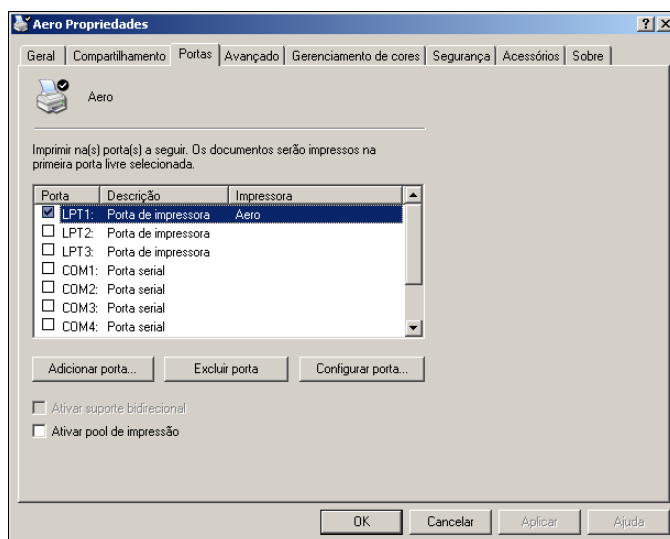 Aero Propriedades
Geral Compartilhamento Portas Avançado Gerenciamento de cores Segurança Acessórios Sobre
Aero
Imprimir na(s) porta(s) a seguir. Os documentos serão impressos na
primeira porta livre selecionada.
Porta Descrição Impressora
LPT1: Porta de impressora Aero
LPT2: Porta de impressora
LPT3: Porta de impressora
COM1: Porta serial
COM2: Porta serial
COM3: Porta serial
COM4: Porta serial
Adicionar porta... Excluir porta Configurar porta...
Ativar suporte bidirecional
Ativar pool de impressão
OK Cancelar Aplicar Ajuda